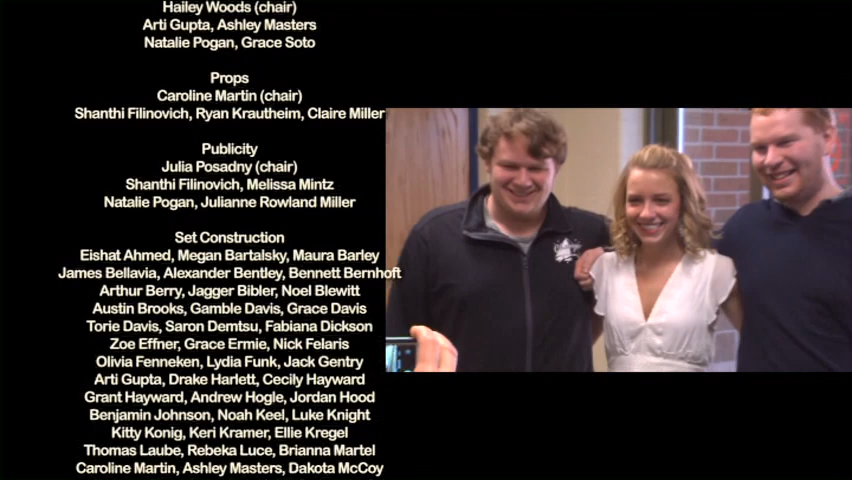 Hailey Woods (chair)
Arti Gupta, Ashley Masters
Natalie Pogan, Grace Soto
Props
Caroline Martin (chair)
Shanthi Filinovich, Ryan Krautheim, Claire Miller
Publicity
Julia Posadny (chair)
Shanthi Filinovich, Melissa Mintz
Natalie Pogan, Julianne Rowland Miller
Set Construction
Eishat Ahmed, Megan Bartalsky, Maura Barley
James Bellavia, Alexander Bentley, Bennett Bernhoft
Arthur Berry, Jagger Bibler, Noel Blewitt
Austin Brooks, Gamble Davis, Grace Davis
Torie Davis, Saron Demtsu, Fabiana Dickson
Zoe Effner, Grace Ermie, Nick Felaris
Olivia Fenneken, Lydia Funk, Jack Gentry
Arti Gupta, Drake Harlett, Cecily Hayward
Grant Hayward, Andrew Hogle, Jordan Hood
Benjamin Johnson, Noah Keel, Luke Knight
Kitty Konig, Keri Kramer, Ellie Kregel
Thomas Laube, Rebeka Luce, Brianna Martel
Caroline Martin, Ashley Masters, Dakota McCoy